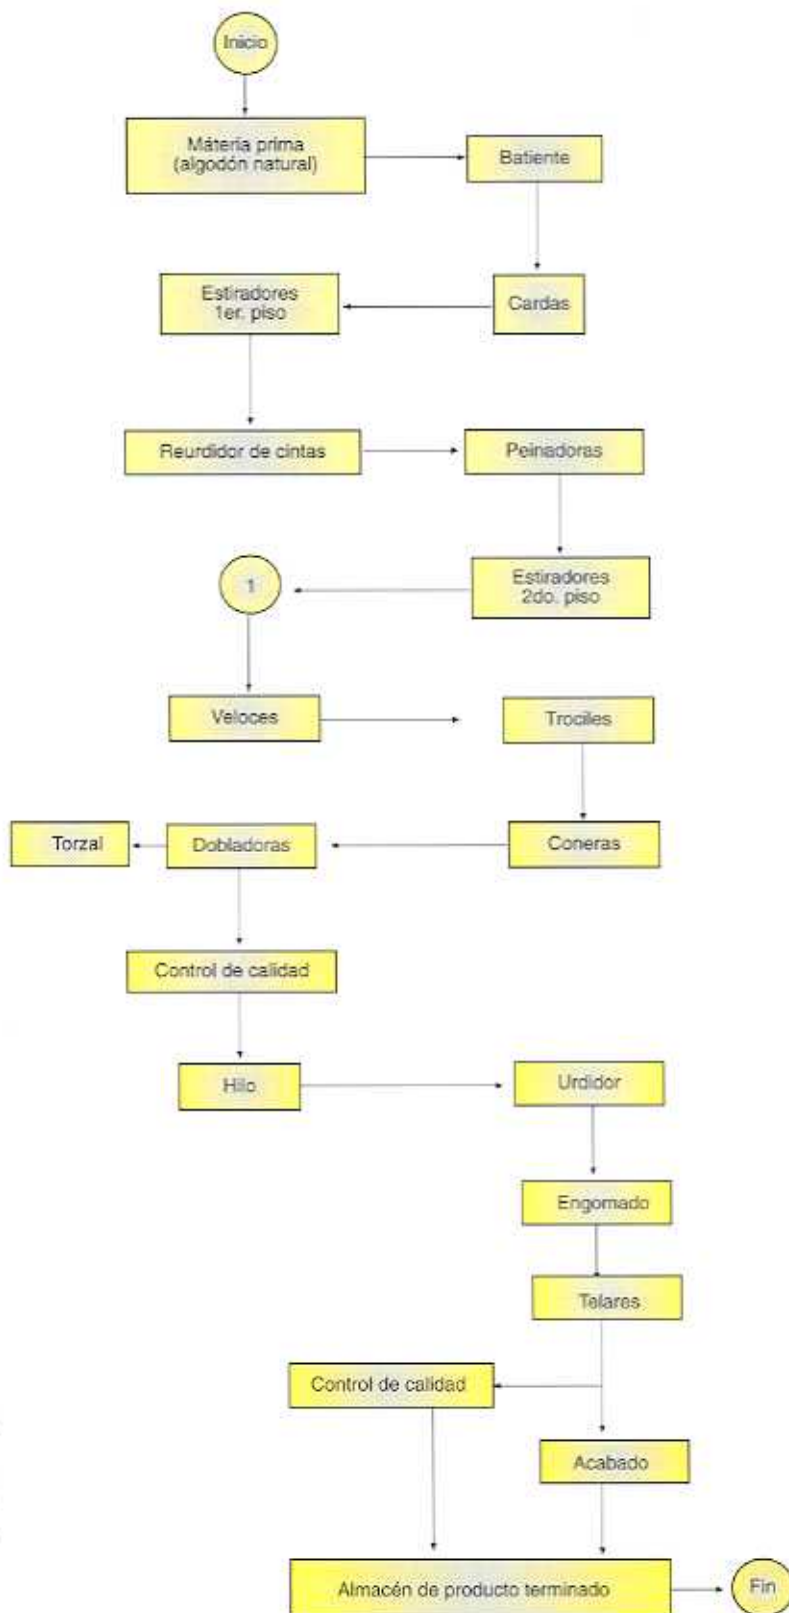 Inicio
Máteria prima
(algodón natural)
Batiente
Cardas
Estiradores
1er. piso
Reurdidor de cintas
Peinadoras
Estiradores
2do. piso
1
Veloces
Trociles
Coneras
Dobladoras
Torzal
Control de calidad
Hilo
Urdidor
Engomado
Telares
Control de calidad
Acabado
Almacén de producto terminado
Fin